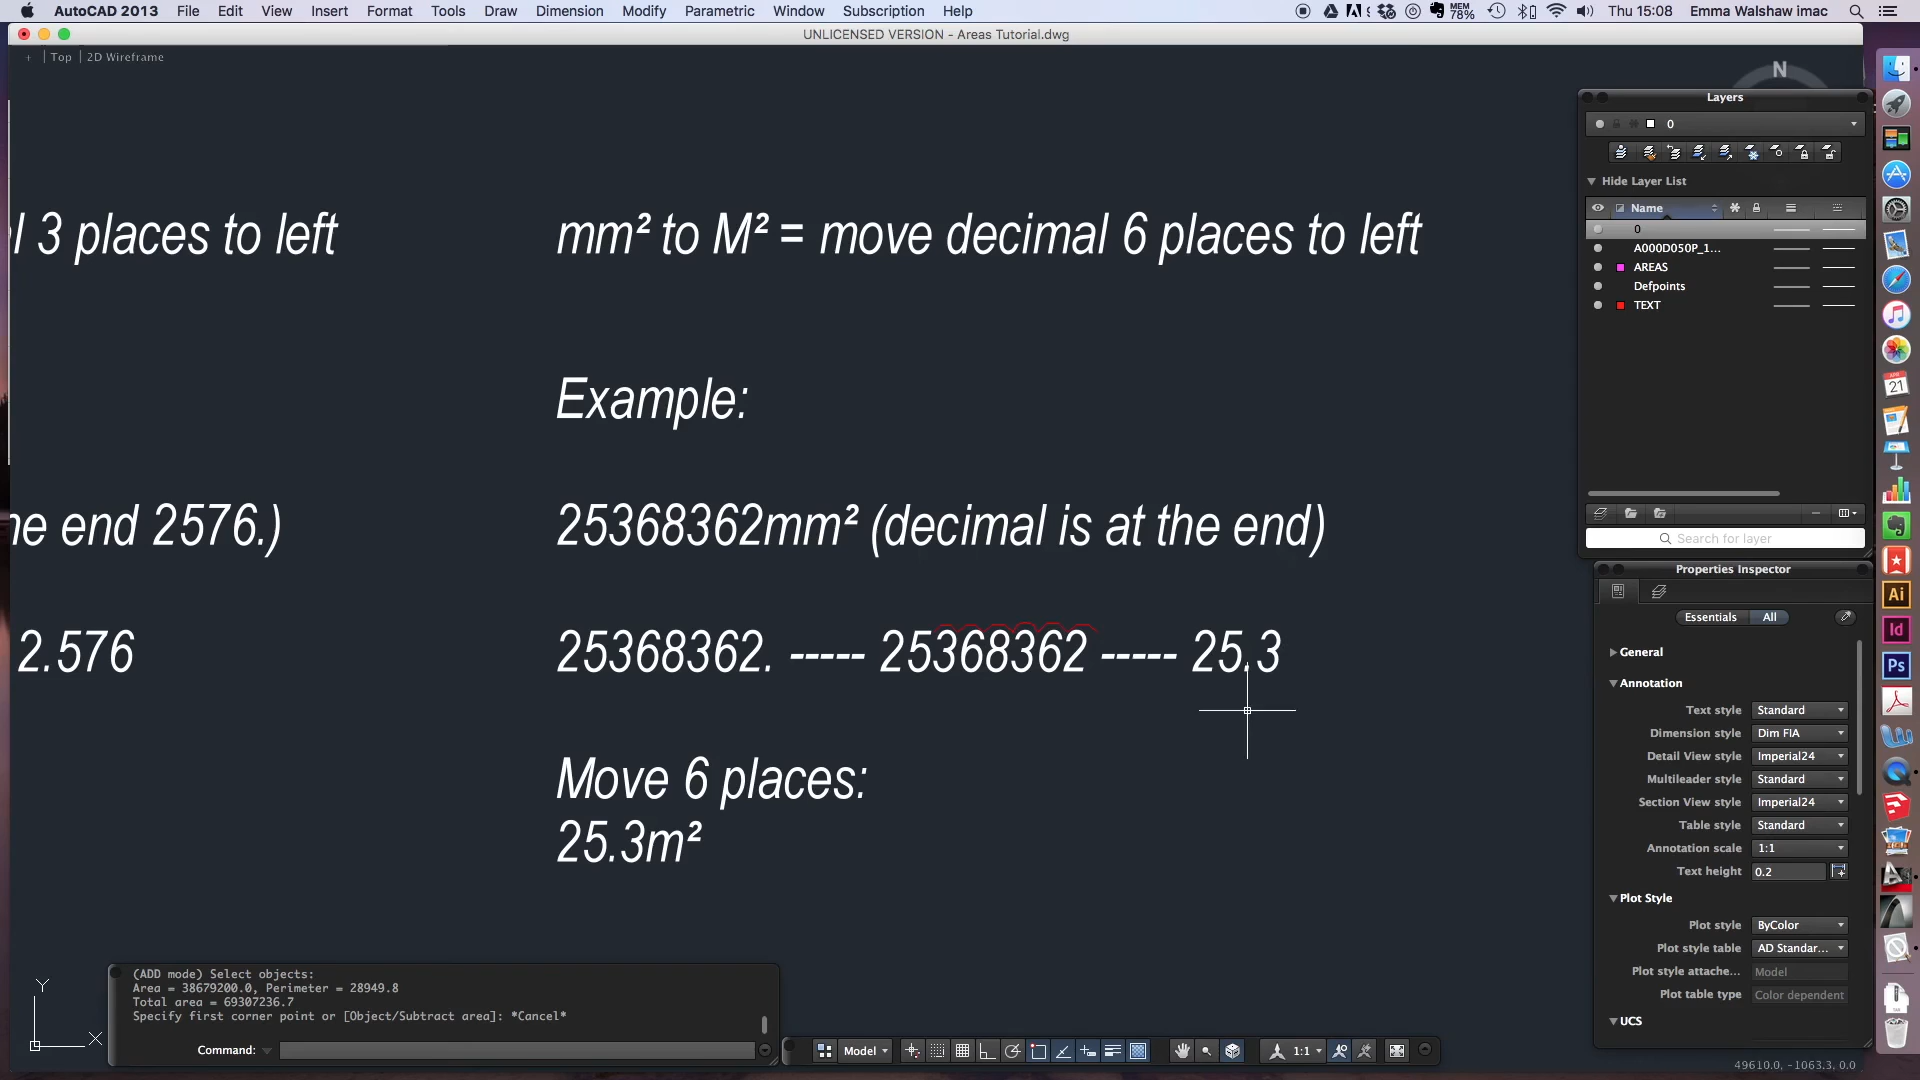 AutoCAD 2013 File Edit View Insert Format Tools Draw Dimension Modify Parametric Window Subscription Help MEM 78% Thu 15:08 Emma Walshaw imac
UNLICENSED VERSION - Areas Tutorial.dwg
+ | Top | 2D Wireframe
N
l 3 places to left
mm² to M² = move decimal 6 places to left
Example:
ne end 2576.)
25368362mm² (decimal is at the end)
2.576
25368362. ----- 25368362 ----- 25.3
Move 6 places:
25.3m²
Layers
0
Hide Layer List
Name
0
A000D050P_1...
AREAS
Defpoints
TEXT
Search for layer
Properties Inspector
Essentials All
General
Annotation
Text style Standard
Dimension style Dim FIA
Detail View style Imperial24
Multileader style Standard
Section View style Imperial24
Table style Standard
Annotation scale 1:1
Text height 0.2
Plot Style
Plot style ByColor
Plot style table AD Standar...
Plot style attache... Model
Plot table type Color dependent
UCS
APR
21
Ai
Id
Ps
Y
X
(ADD mode) Select objects:
Area = 38679200.0, Perimeter = 28949.8
Total area = 69307236.7
Specify first corner point or [Object/Subtract area]: *Cancel*
Command:
Model
1:1
49610.0, -1063.3, 0.0